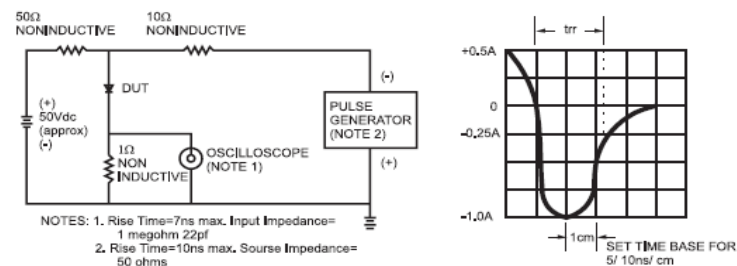 50Ω
NONINDUCTIVE
10Ω
NONINDUCTIVE
DUT
(+)
50Vdc
(approx)
(-)
1Ω
NON
INDUCTIVE
OSCILLOSCOPE
(NOTE 1)
(-)
PULSE
GENERATOR
(NOTE 2)
(+)
NOTES: 1. Rise Time=7ns max. Input Impedance=
1 megohm 22pf
2. Rise Time=10ns max. Sourse Impedance=
50 ohms
trr
+0.5A
0
-0,25A
-1.0A
1cm
SET TIME BASE FOR
5/ 10ns/ cm